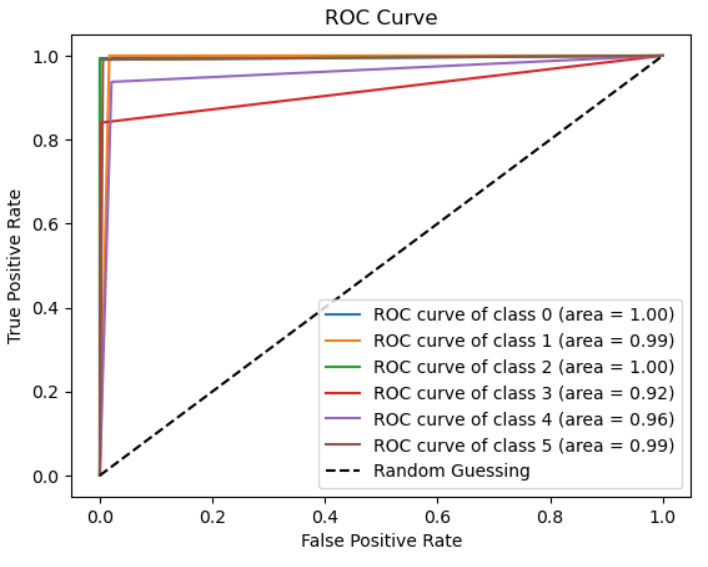 ROC Curve
True Positive Rate
1.0
0.8
0.6
0.4
0.2
0.0
ROC curve of class 0 (area = 1.00)
ROC curve of class 1 (area = 0.99)
ROC curve of class 2 (area = 1.00)
ROC curve of class 3 (area = 0.92)
ROC curve of class 4 (area = 0.96)
ROC curve of class 5 (area = 0.99)
Random Guessing
0.0 0.2 0.4 0.6 0.8 1.0
False Positive Rate